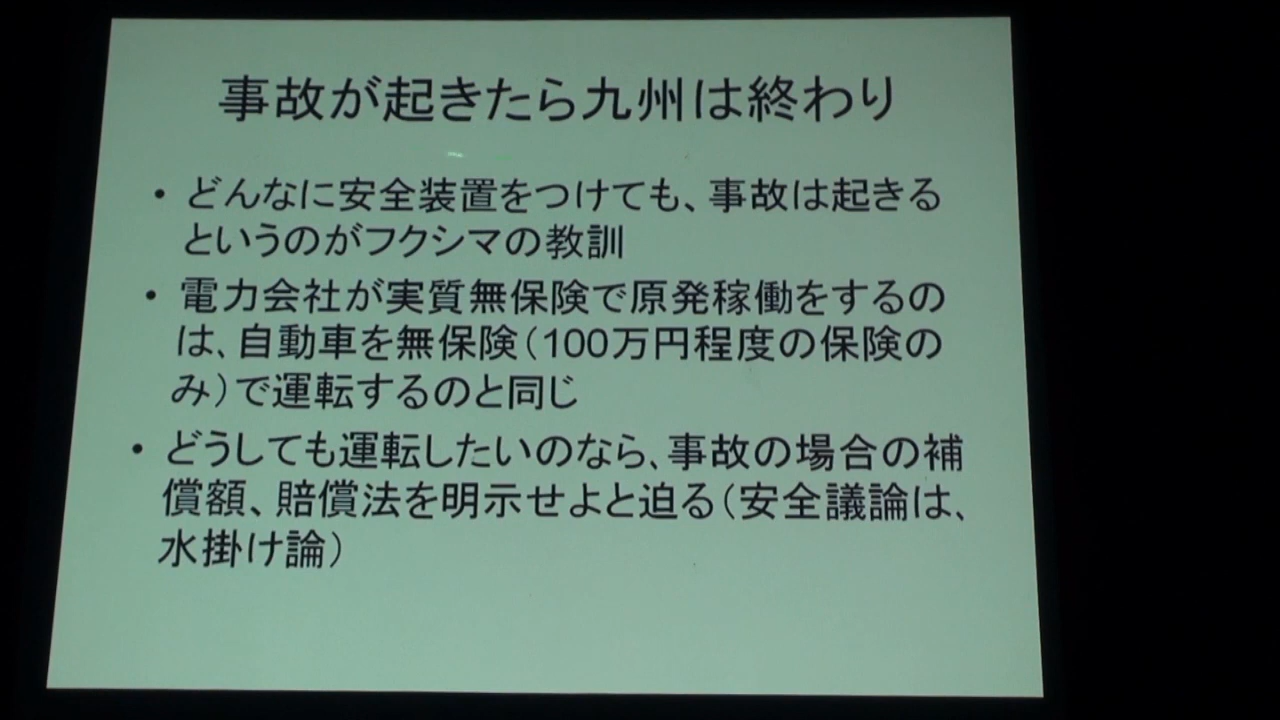 事故が起きたら九州は終わり
• どんなに安全装置をつけても、事故は起きる
というのがフクシマの教訓
• 電力会社が実質無保険で原発稼働をするの
は、自動車を無保険（100万円程度の保険の
み）で運転するのと同じ
• どうしても運転したいのなら、事故の場合の補
償額、賠償法を明示せよと迫る（安全議論は、
水掛け論）